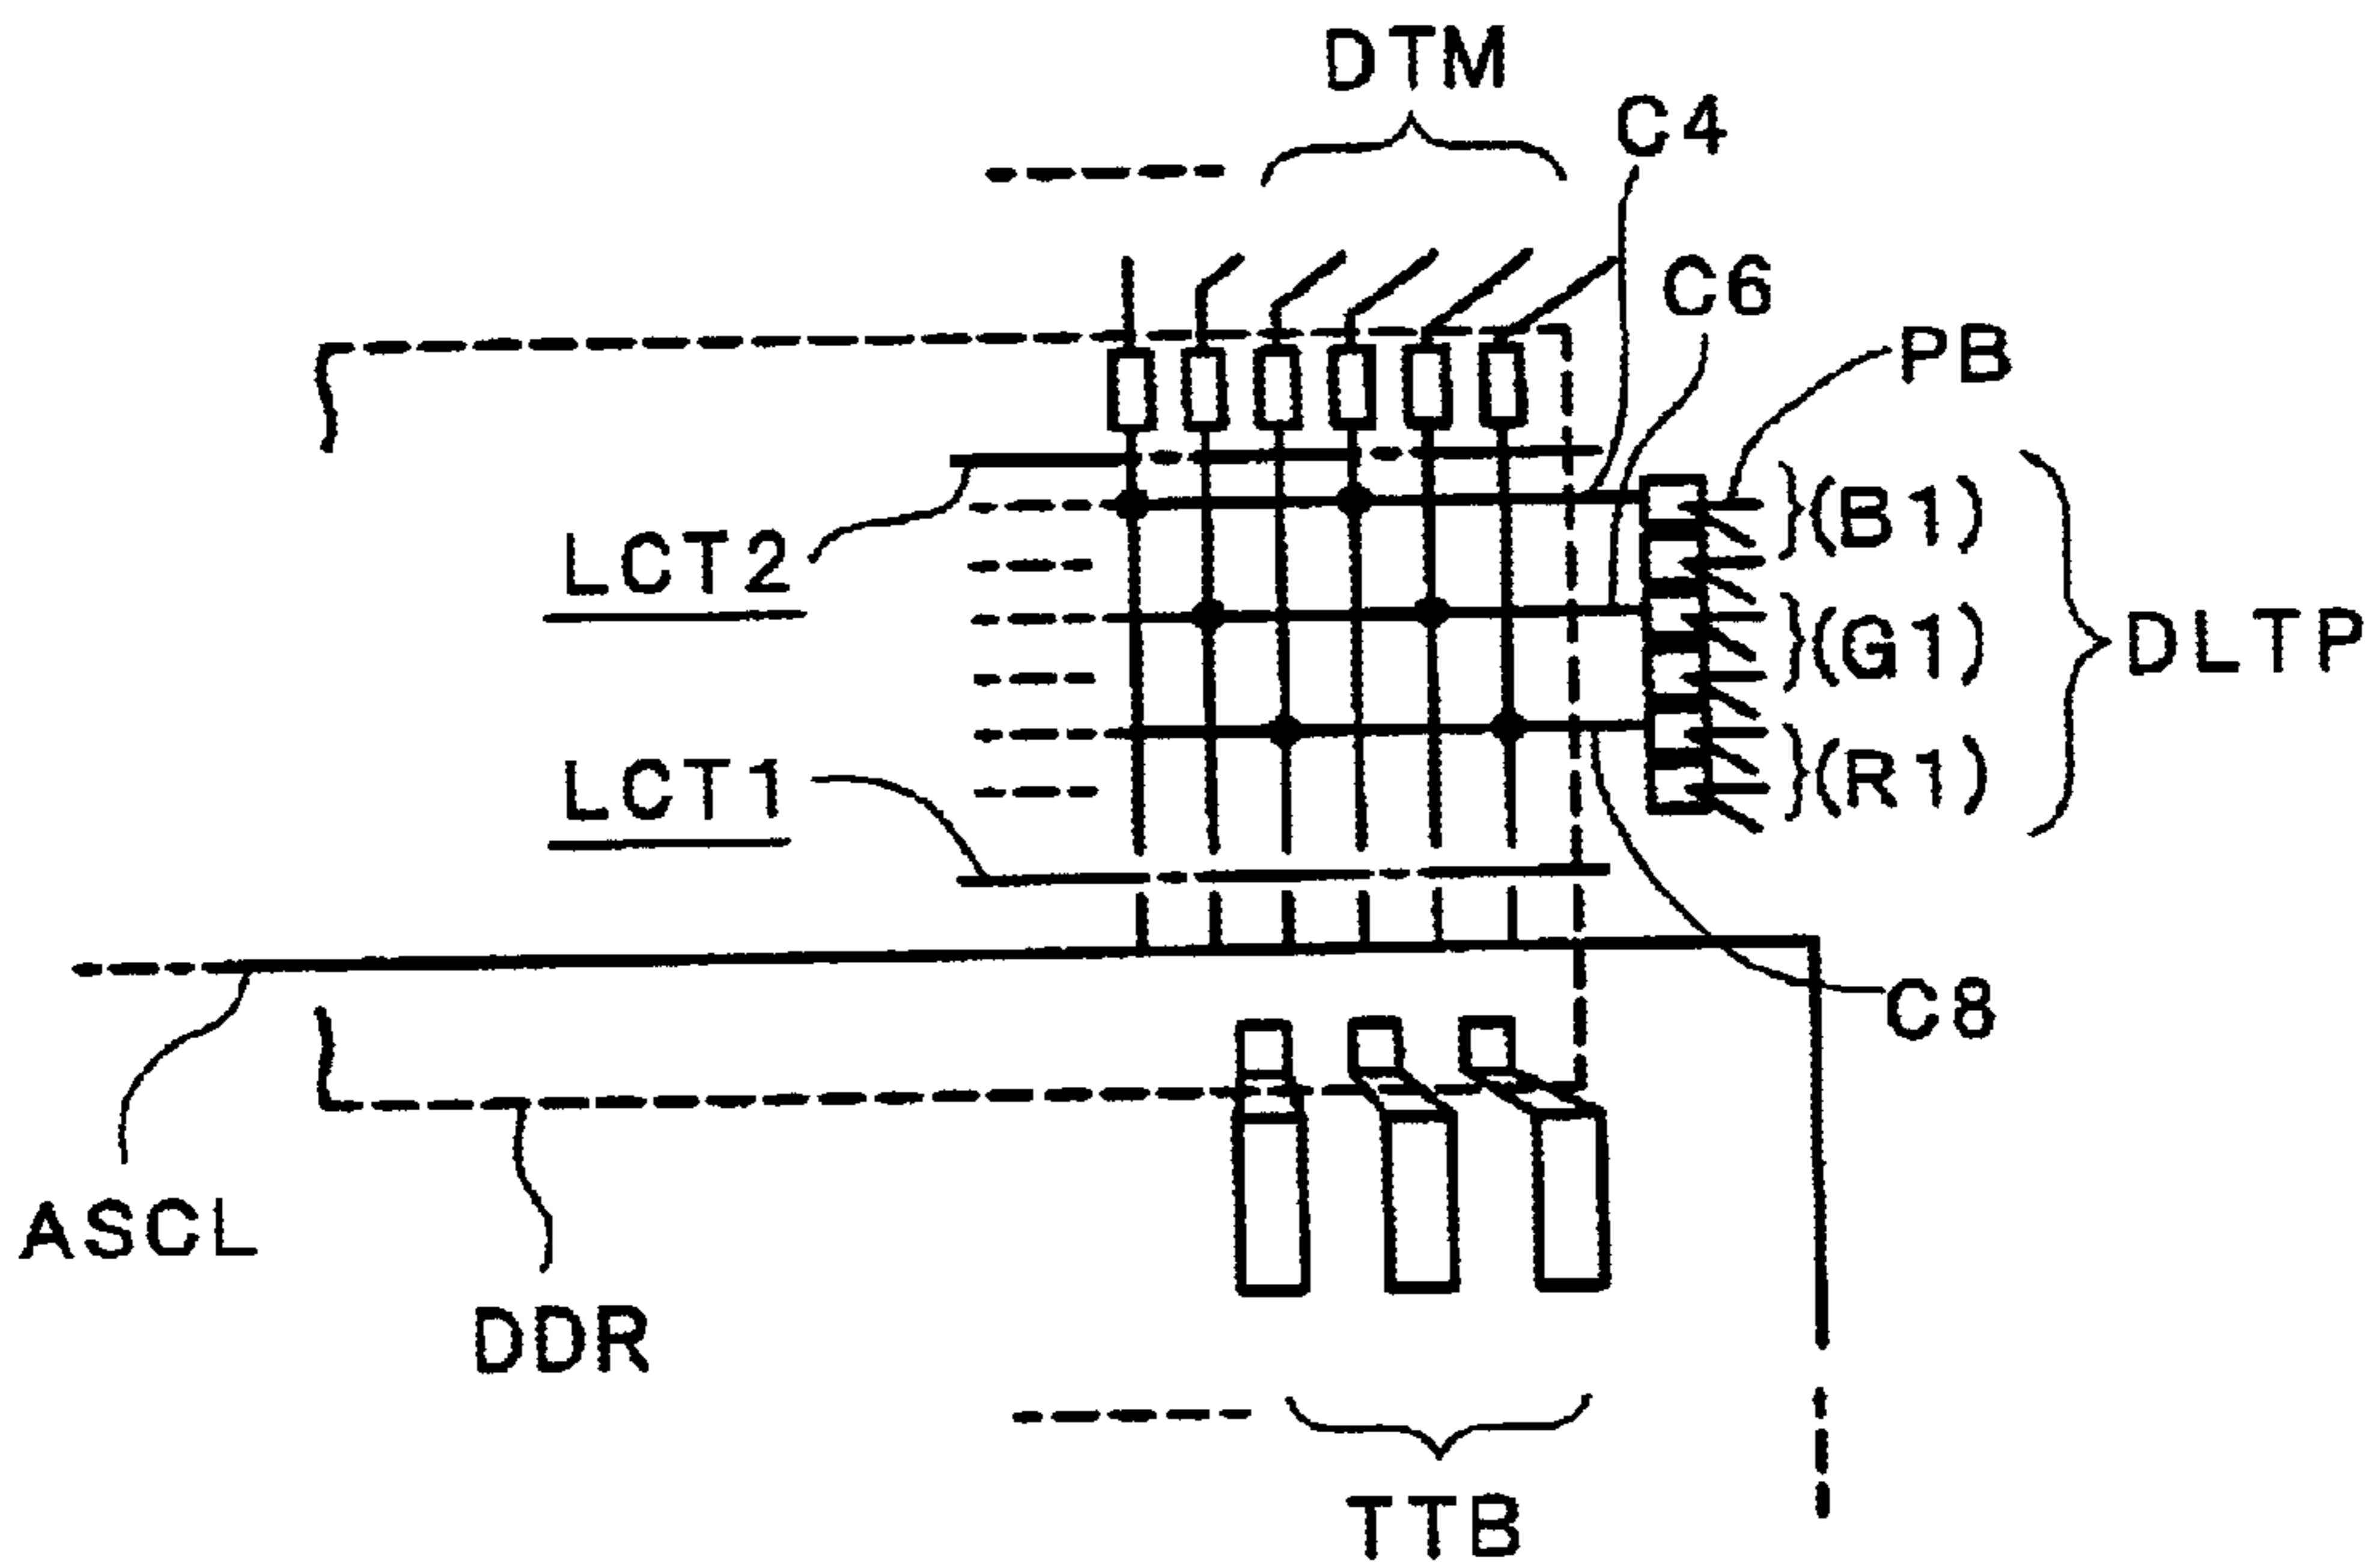 DTM
C4
C6
PB
(B1)
LCT2
(G1)
DLTP
(R1)
LCT1
C8
ASCL
DDR
TTB